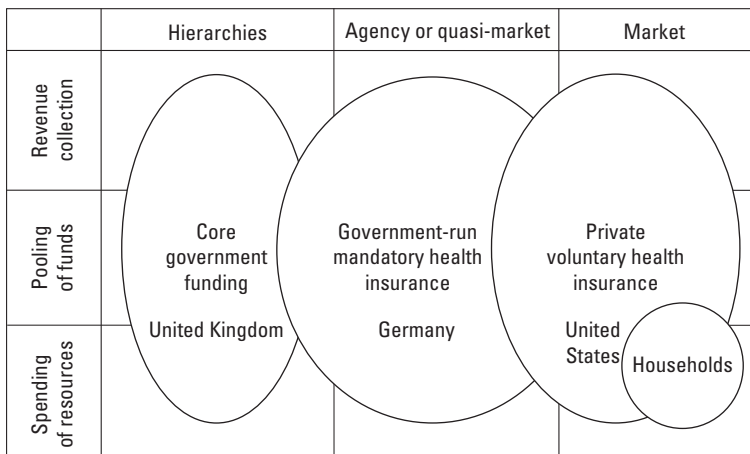 Hierarchies
Agency or quasi-market
Market
Revenue
collection
Pooling
of funds
Spending
of resources
Core
government
funding
United Kingdom
Government-run
mandatory health
insurance
Germany
Private
voluntary health
insurance
United
States
Households